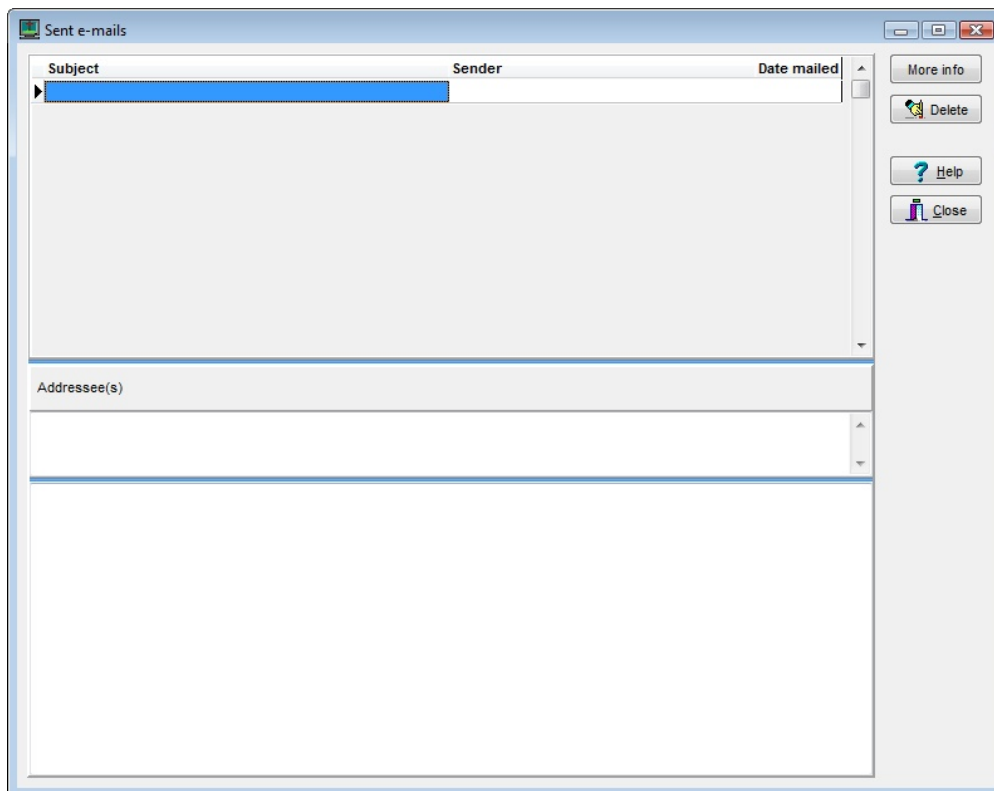 Sent e-mails
Subject Sender Date mailed
More info
Delete
Help
Close
Addressee(s)